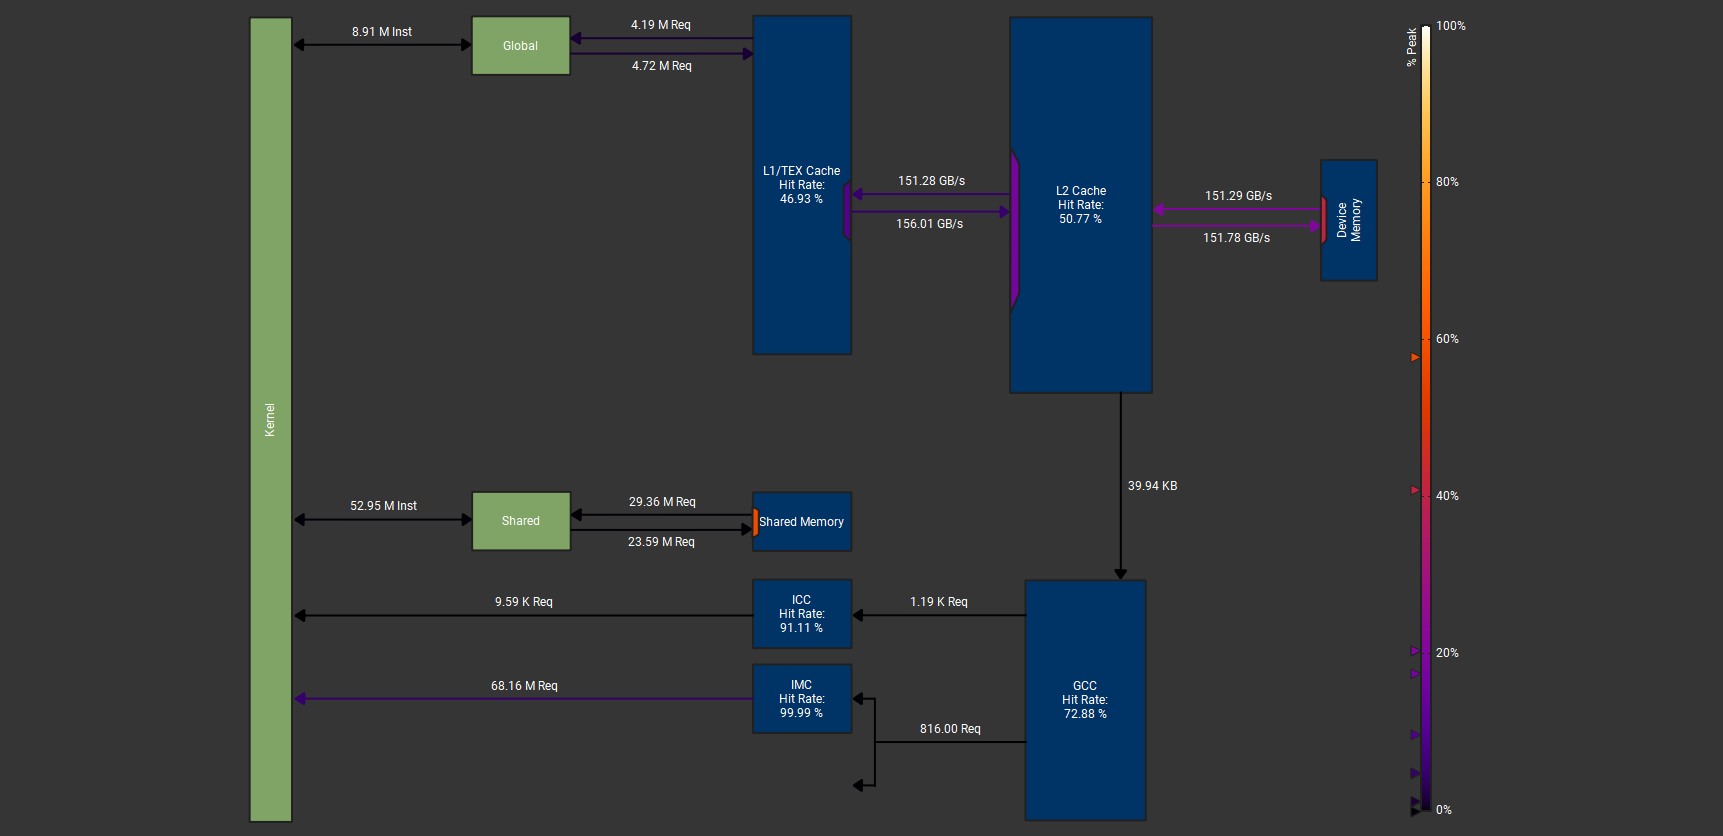 Kernel
8.91 M Inst
Global
4.19 M Req
4.72 M Req
L1/TEX Cache
Hit Rate:
46.93 %
151.28 GB/s
156.01 GB/s
L2 Cache
Hit Rate:
50.77 %
151.29 GB/s
151.78 GB/s
Device
Memory
39.94 KB
52.95 M Inst
Shared
29.36 M Req
23.59 M Req
Shared Memory
9.59 K Req
ICC
Hit Rate:
91.11 %
1.19 K Req
68.16 M Req
IMC
Hit Rate:
99.99 %
816.00 Req
GCC
Hit Rate:
72.88 %
% Peak
100%
80%
60%
40%
20%
0%